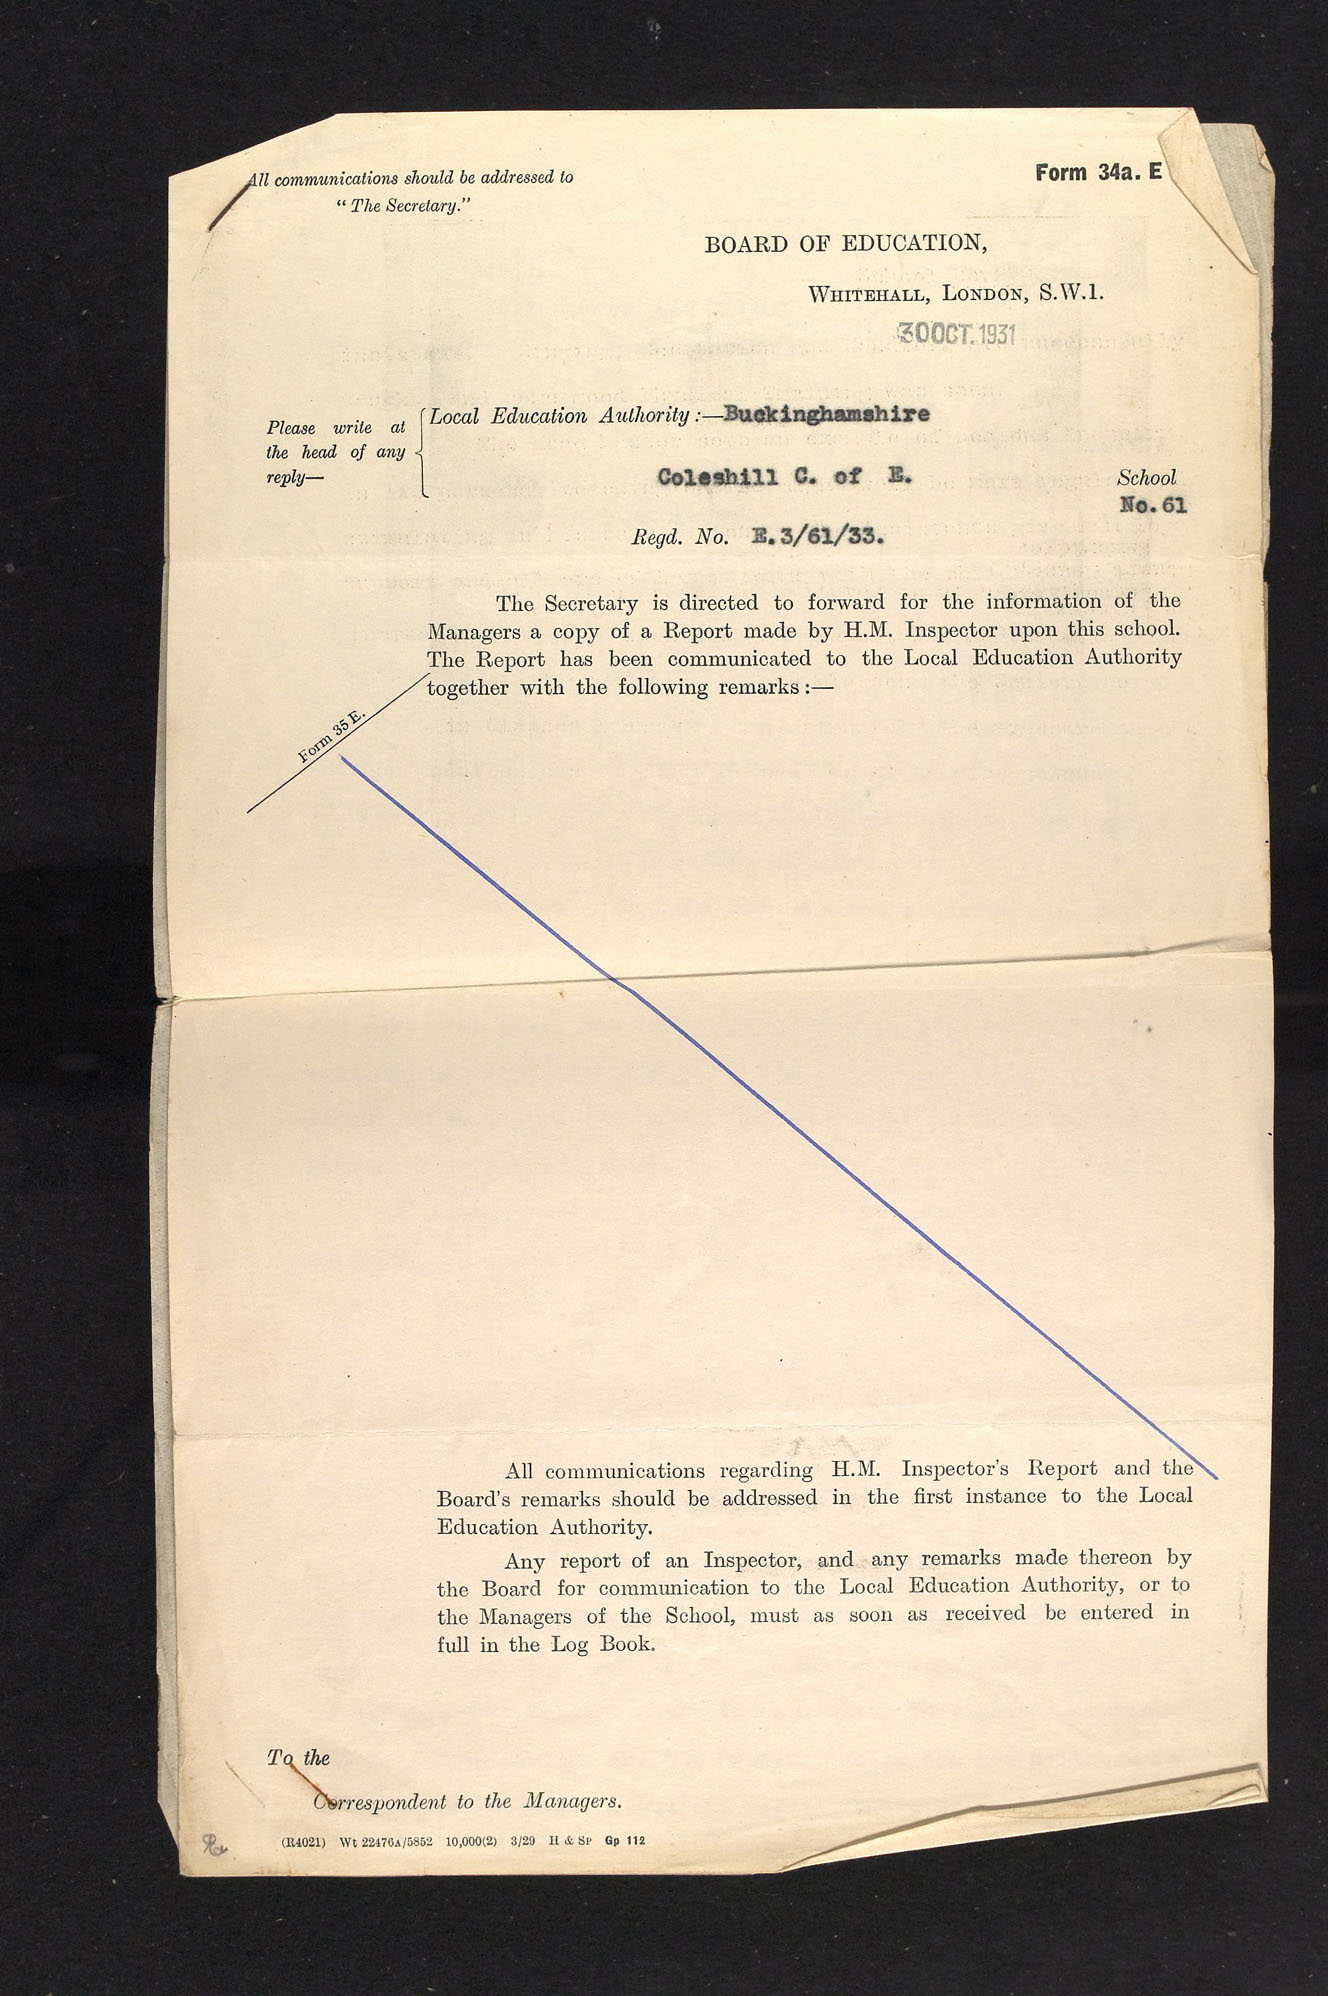 All communications should be addressed to
“ The Secretary.”
Form 34a. E
BOARD OF EDUCATION,
WHITEHALL, LONDON, S.W.1.
30 OCT. 1931
Please write at
the head of any
reply—
Local Education Authority :—Buckinghamshire
Coleshill C. of E. School
No. 61
Regd. No. E.3/61/33.
The Secretary is directed to forward for the information of the
Managers a copy of a Report made by H.M. Inspector upon this school.
The Report has been communicated to the Local Education Authority
together with the following remarks :—
Form 35 E.
All communications regarding H.M. Inspector's Report and the
Board's remarks should be addressed in the first instance to the Local
Education Authority.
Any report of an Inspector, and any remarks made thereon by
the Board for communication to the Local Education Authority, or to
the Managers of the School, must as soon as received be entered in
full in the Log Book.
To the
Correspondent to the Managers.
(R4021) Wt 22476A/5852 10,000(2) 3/29 H & SP Gp 112